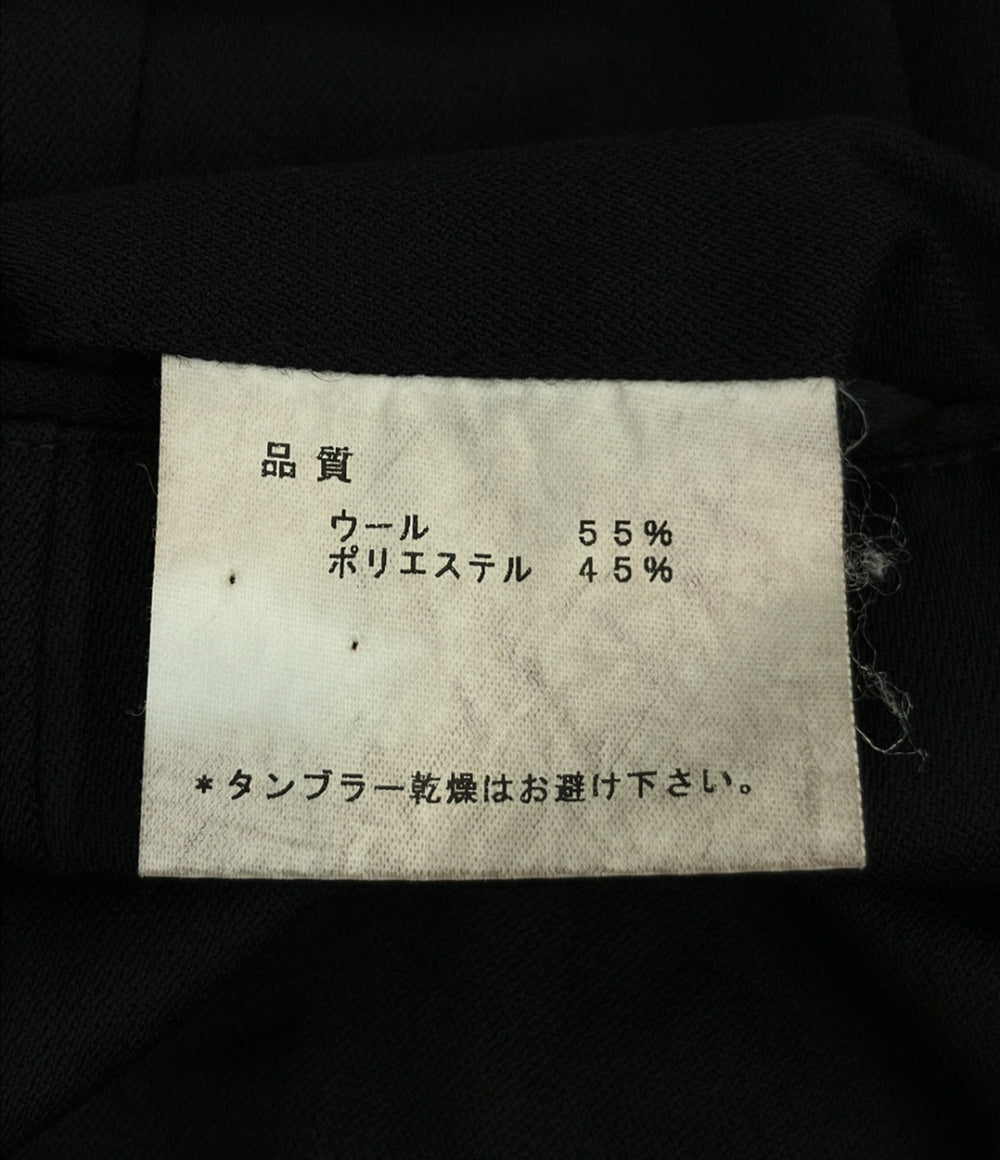 品質
ウール 55%
ポリエステル 45%
*タンブラー乾燥はお避け下さい。